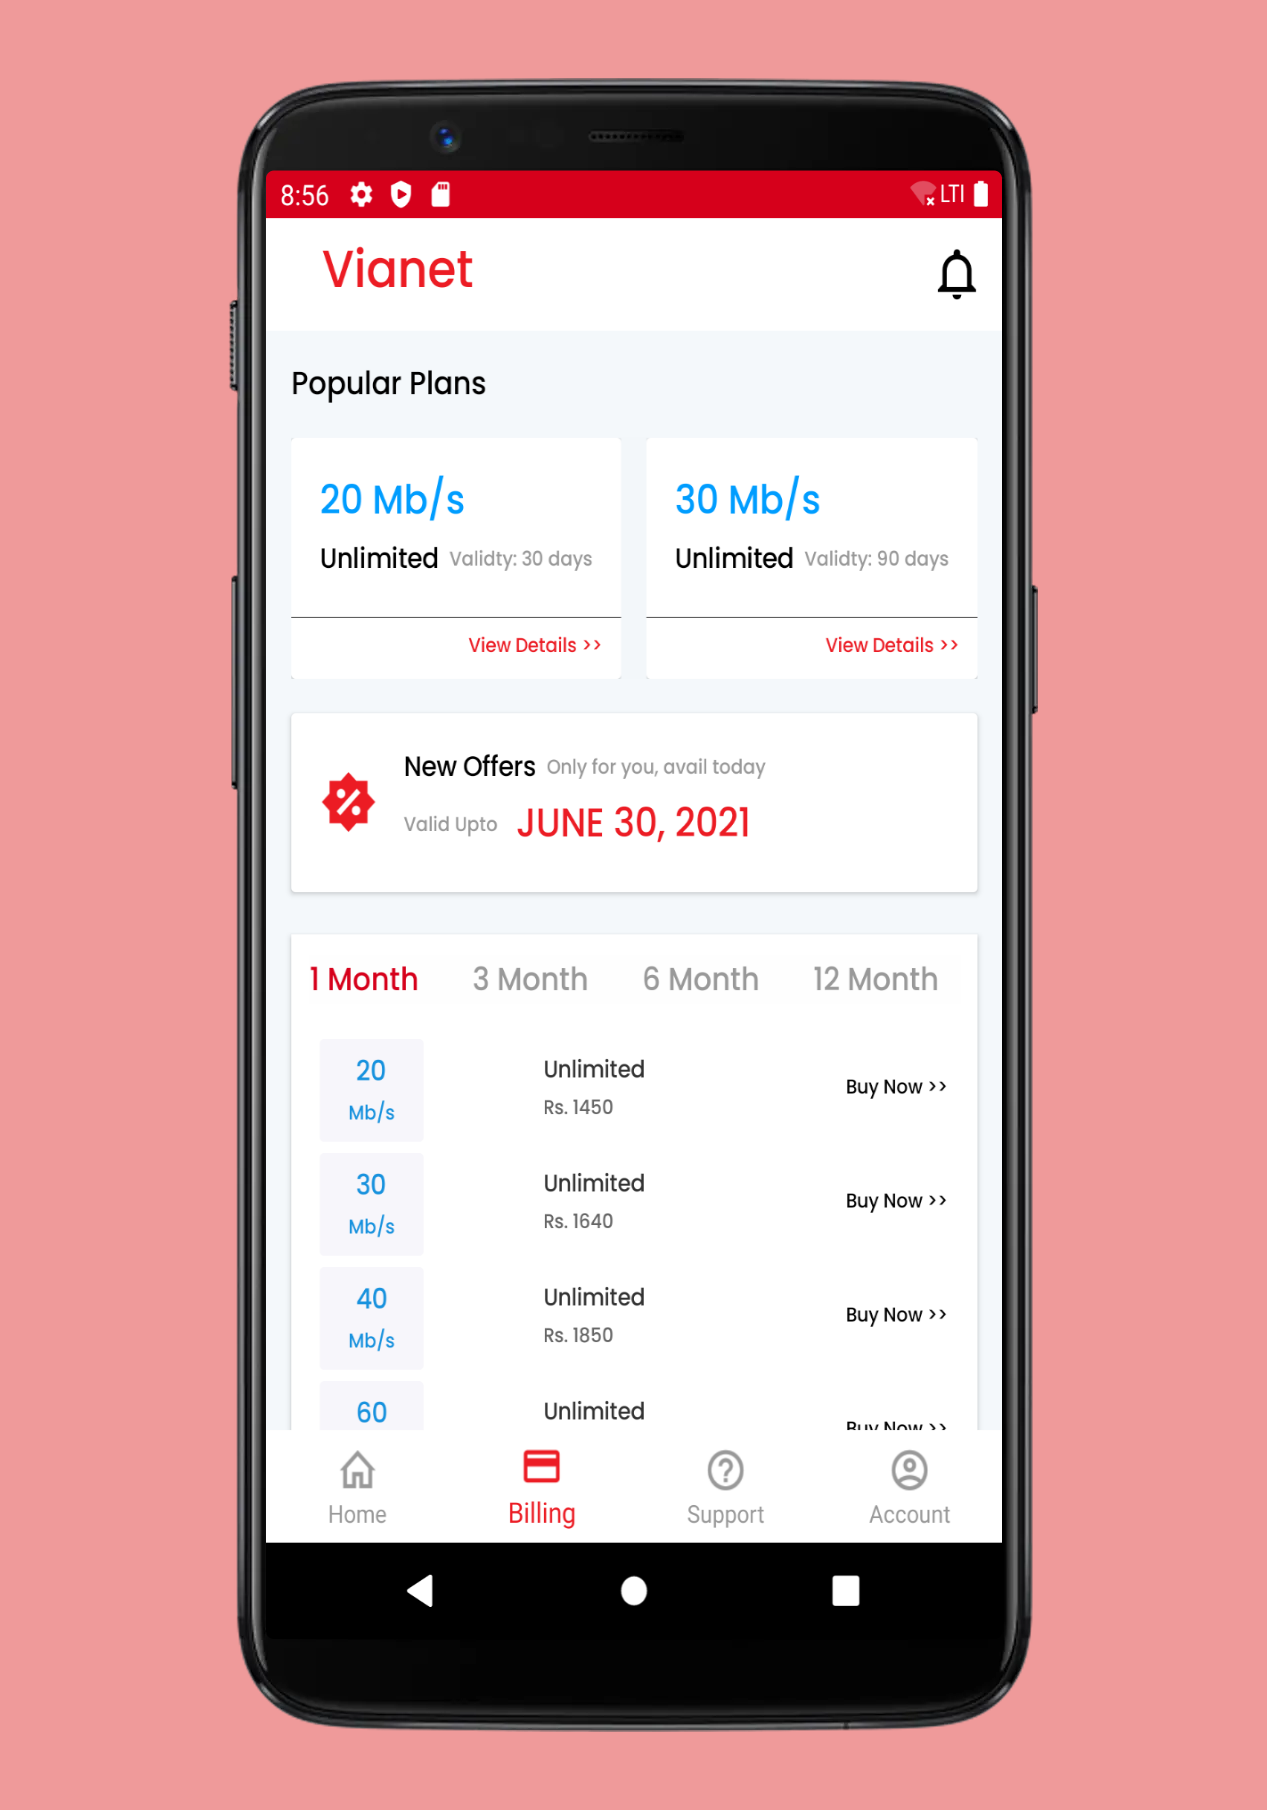 8:56 LTI
Vianet
Popular Plans
20 Mb/s 30 Mb/s
Unlimited Validty: 30 days Unlimited Validty: 90 days
View Details >> View Details >>
New Offers Only for you, avail today
Valid Upto JUNE 30, 2021
1 Month 3 Month 6 Month 12 Month
20 Unlimited
Mb/s Rs. 1450 Buy Now >>
30 Unlimited
Mb/s Rs. 1640 Buy Now >>
40 Unlimited
Mb/s Rs. 1850 Buy Now >>
60 Unlimited
Buy Now >>
Home Billing Support Account